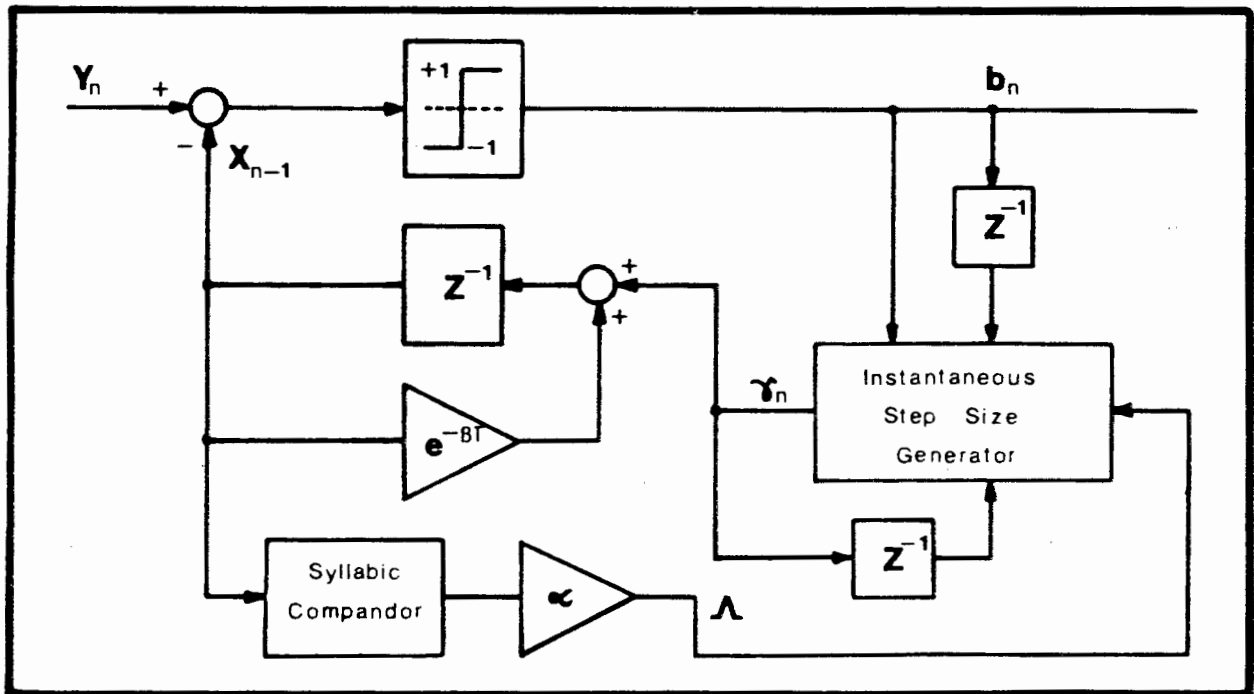 Yₙ
+
−
Xₙ₋₁
+1
−1
bₙ
Z⁻¹
Z⁻¹
+
+
e⁻ᴮᵀ
γₙ
Instantaneous
Step Size
Generator
Z⁻¹
Syllabic
Compandor
∝
Λ